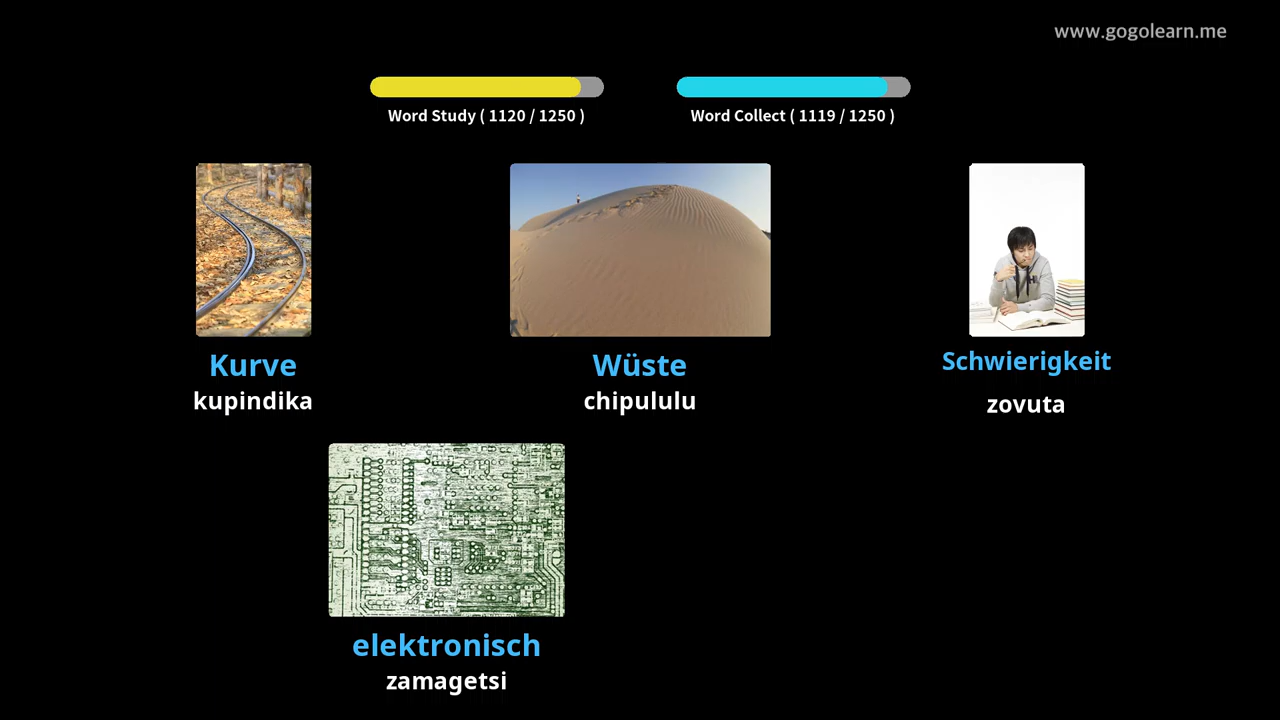 www.gogolearn.me
Word Study ( 1120 / 1250 )
Word Collect ( 1119 / 1250 )
Kurve
kupindika
Wüste
chipululu
Schwierigkeit
zovuta
elektronisch
zamagetsi